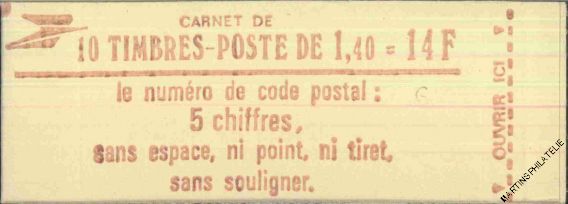 CARNET DE
10 TIMBRES-POSTE DE 1,40 = 14 F
le numéro de code postal :
5 chiffres,
sans espace, ni point, ni tiret,
sans souligner.
OUVRIR ICI
MARTINS PHILATELIE